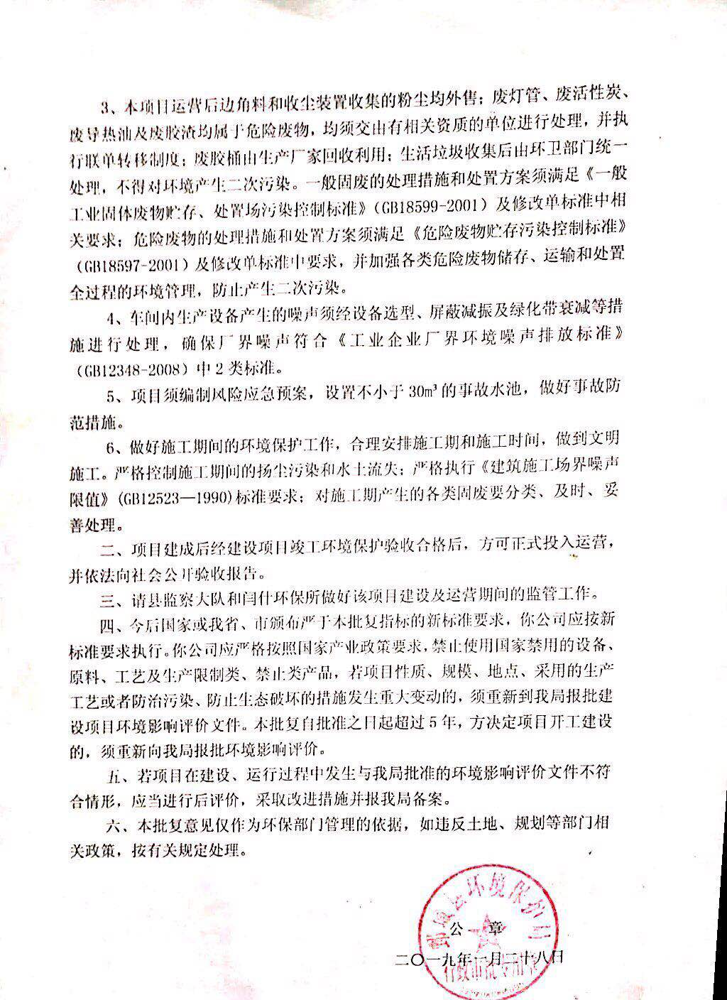 3、本项目运营后边角料和收尘装置收集的粉尘均外售；废灯管、废活性炭、
废导热油及废胶渣均属于危险废物，均须交由有相关资质的单位进行处理，并执
行联单转移制度；废胶桶由生产厂家回收利用；生活垃圾收集后由环卫部门统一
处理，不得对环境产生二次污染。一般固废的处理措施和处置方案须满足《一般
工业固体废物贮存、处置场污染控制标准》（GB18599-2001）及修改单标准中相
关要求；危险废物的处理措施和处置方案须满足《危险废物贮存污染控制标准》
（GB18597-2001）及修改单标准中要求，并加强各类危险废物储存、运输和处置
全过程的环境管理，防止产生二次污染。
4、车间内生产设备产生的噪声须经设备选型、屏蔽减振及绿化带衰减等措
施进行处理，确保厂界噪声符合《工业企业厂界环境噪声排放标准》
（GB12348-2008）中2类标准。
5、项目须编制风险应急预案，设置不小于30m³的事故水池，做好事故防
范措施。
6、做好施工期间的环境保护工作，合理安排施工期和施工时间，做到文明
施工。严格控制施工期间的扬尘污染和水土流失；严格执行《建筑施工场界噪声
限值》(GB12523—1990)标准要求；对施工期产生的各类固废要分类、及时、妥
善处理。
二、项目建成后经建设项目竣工环境保护验收合格后，方可正式投入运营，
并依法向社会公开验收报告。
三、请县监察大队和闫什环保所做好该项目建设及运营期间的监管工作。
四、今后国家或我省、市颁布严于本批复指标的新标准要求，你公司应按新
标准要求执行。你公司应严格按照国家产业政策要求，禁止使用国家禁用的设备、
原料、工艺及生产限制类、禁止类产品，若项目性质、规模、地点、采用的生产
工艺或者防治污染、防止生态破坏的措施发生重大变动的，须重新到我局报批建
设项目环境影响评价文件。本批复自批准之日起超过5年，方决定项目开工建设
的，须重新向我局报批环境影响评价。
五、若项目在建设、运行过程中发生与我局批准的环境影响评价文件不符
合情形，应当进行后评价，采取改进措施并报我局备案。
六、本批复意见仅作为环保部门管理的依据，如违反土地、规划等部门相
关政策，按有关规定处理。
鄄城县环境保护局
公章
二〇一九年一月二十八日
行政审批专用章